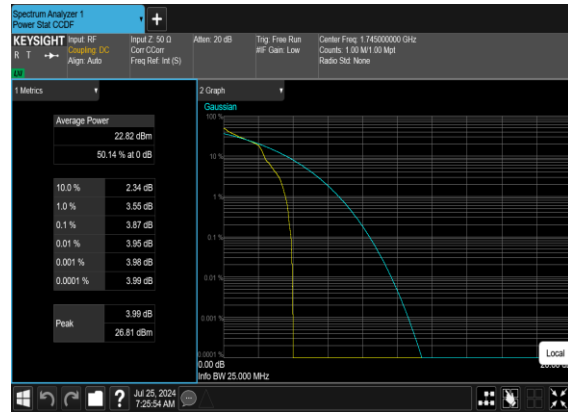 Spectrum Analyzer 1
Power Stat CCDF
KEYSIGHT
R T
LW
Input: RF
Coupling: DC
Align: Auto
Input Z: 50 Ω
Corr CCorr
Freq Ref: Int (S)
Atten: 20 dB
Trig: Free Run
#IF Gain: Low
Center Freq: 1.745000000 GHz
Counts: 1.00 M/1.00 Mpt
Radio Std: None
1 Metrics
Average Power
22.82 dBm
50.14 % at 0 dB
10.0 % 2.34 dB
1.0 % 3.55 dB
0.1 % 3.87 dB
0.01 % 3.95 dB
0.001 % 3.98 dB
0.0001 % 3.99 dB
Peak
3.99 dB
26.81 dBm
2 Graph
Gaussian
100 %
10 %
1 %
0.1 %
0.01 %
0.001 %
0.0001 %
0.00 dB
Info BW 25.000 MHz
Local
Jul 25, 2024
7:25:54 AM